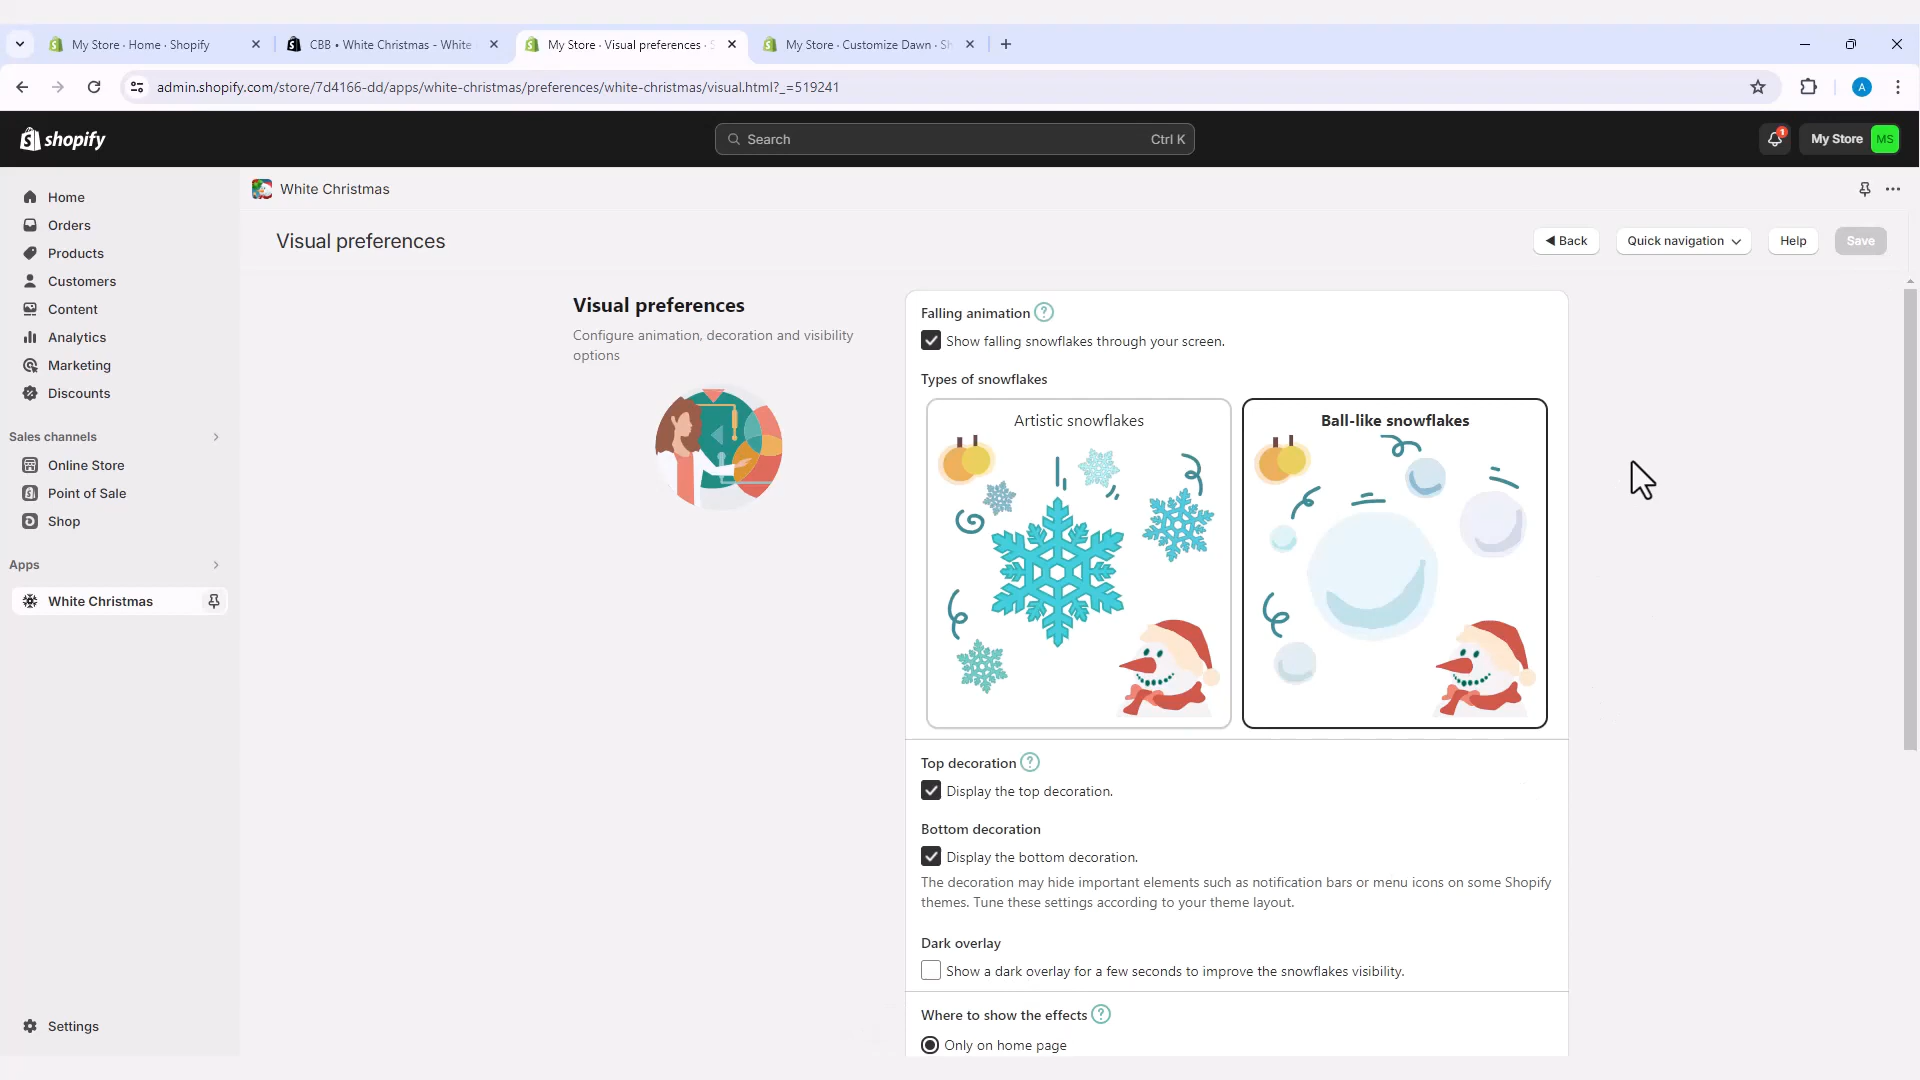 My Store · Home · Shopify
CBB • White Christmas - White
My Store · Visual preferences · S
My Store · Customize Dawn · Sh
admin.shopify.com/store/7d4166-dd/apps/white-christmas/preferences/white-christmas/visual.html?_=519241
A
shopify
Search
Ctrl K
1
My Store
MS
Home
Orders
Products
Customers
Content
Analytics
Marketing
Discounts
Sales channels
Online Store
Point of Sale
Shop
Apps
White Christmas
Settings
White Christmas
Visual preferences
Back
Quick navigation
Help
Save
Visual preferences
Configure animation, decoration and visibility
options
Falling animation ?
Show falling snowflakes through your screen.
Types of snowflakes
Artistic snowflakes
Ball-like snowflakes
Top decoration ?
Display the top decoration.
Bottom decoration
Display the bottom decoration.
The decoration may hide important elements such as notification bars or menu icons on some Shopify
themes. Tune these settings according to your theme layout.
Dark overlay
Show a dark overlay for a few seconds to improve the snowflakes visibility.
Where to show the effects ?
Only on home page